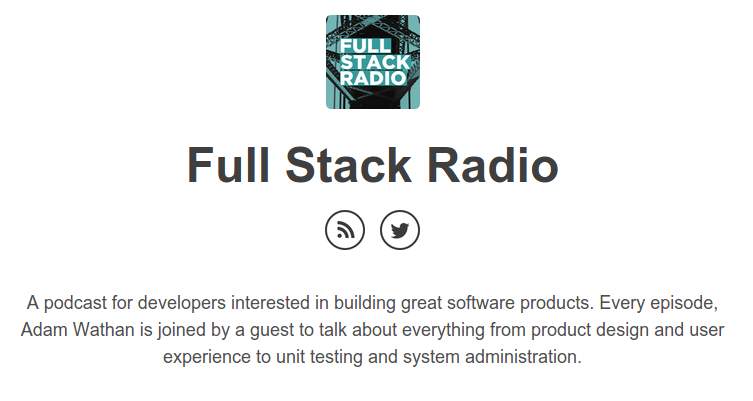 FULL
STACK
RADIO
Full Stack Radio
A podcast for developers interested in building great software products. Every episode,
Adam Wathan is joined by a guest to talk about everything from product design and user
experience to unit testing and system administration.